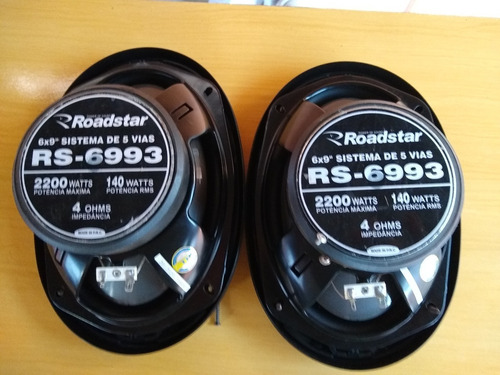 Roadstar
6x9" SISTEMA DE 5 VIAS
RS-6993
2200 WATTS
POTÊNCIA MÁXIMA
140 WATTS
POTÊNCIA RMS
4 OHMS
IMPEDÂNCIA
Roadstar
6x9" SISTEMA DE 5 VIAS
RS-6993
2200 WATTS
POTÊNCIA MÁXIMA
140 WATTS
POTÊNCIA RMS
4 OHMS
IMPEDÂNCIA